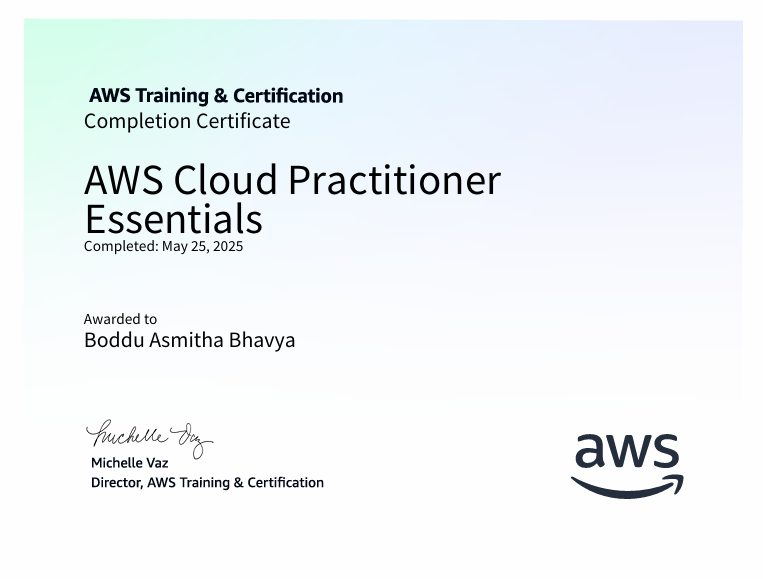 AWS Training & Certification
Completion Certificate
AWS Cloud Practitioner
Essentials
Completed: May 25, 2025
Awarded to
Boddu Asmitha Bhavya
Michelle Vaz
Michelle Vaz
Director, AWS Training & Certification
aws